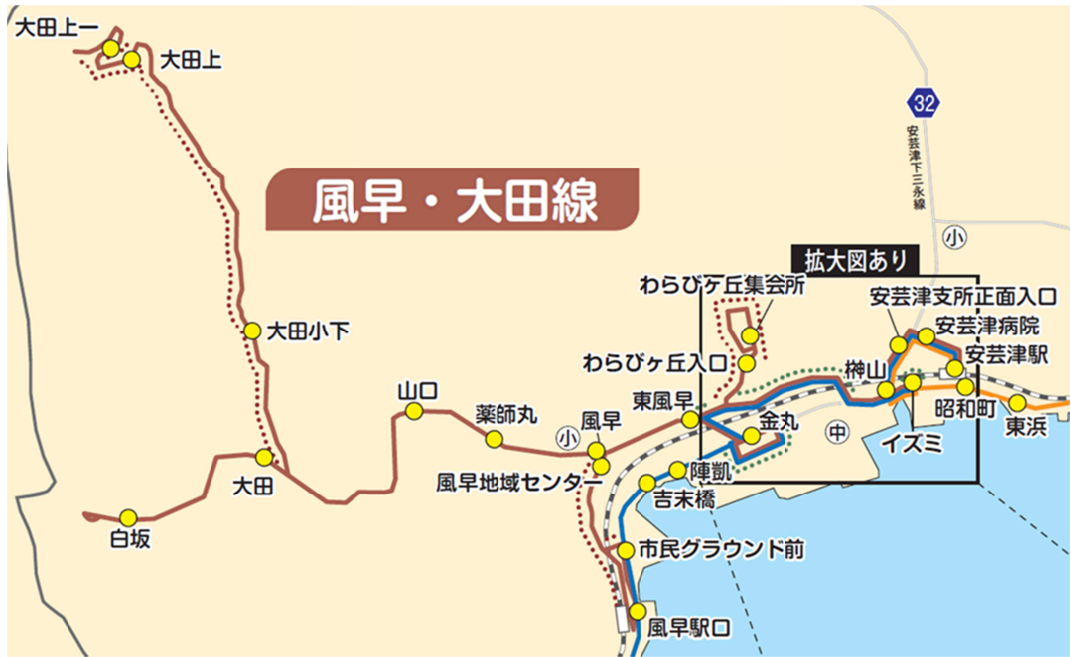 大田上一
大田上
32
安芸津下三永線
風早・大田線
小
拡大図あり
わらびケ丘集会所
安芸津支所正面入口
安芸津病院
安芸津駅
大田小下
わらびヶ丘入口
榊山
山口
東風早
昭和町
薬師丸
風早
金丸
東浜
小
中
イズミ
大田
風早地域センター
陣凱
吉末橋
白坂
市民グラウンド前
風早駅口